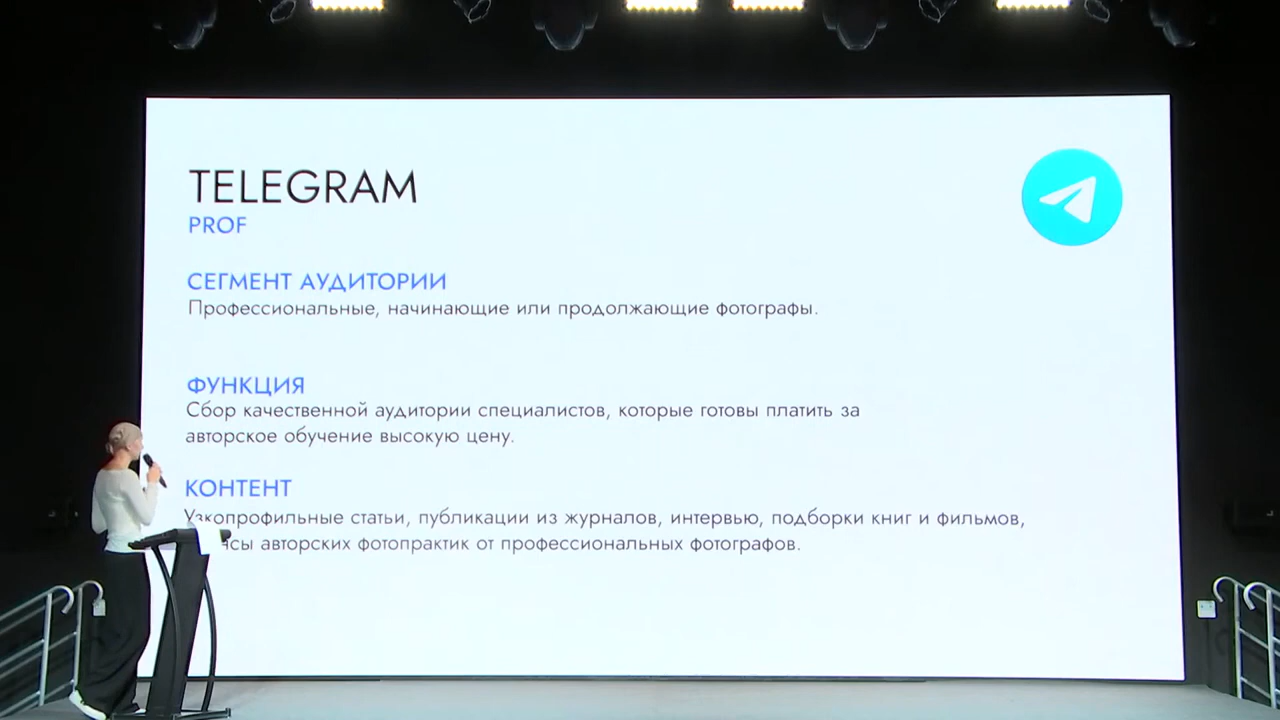 TELEGRAM
PROF
СЕГМЕНТ АУДИТОРИИ
Профессиональные, начинающие или продолжающие фотографы.
ФУНКЦИЯ
Сбор качественной аудитории специалистов, которые готовы платить за
авторское обучение высокую цену.
КОНТЕНТ
Узкопрофильные статьи, публикации из журналов, интервью, подборки книг и фильмов,
авторских фотопрактик от профессиональных фотографов.